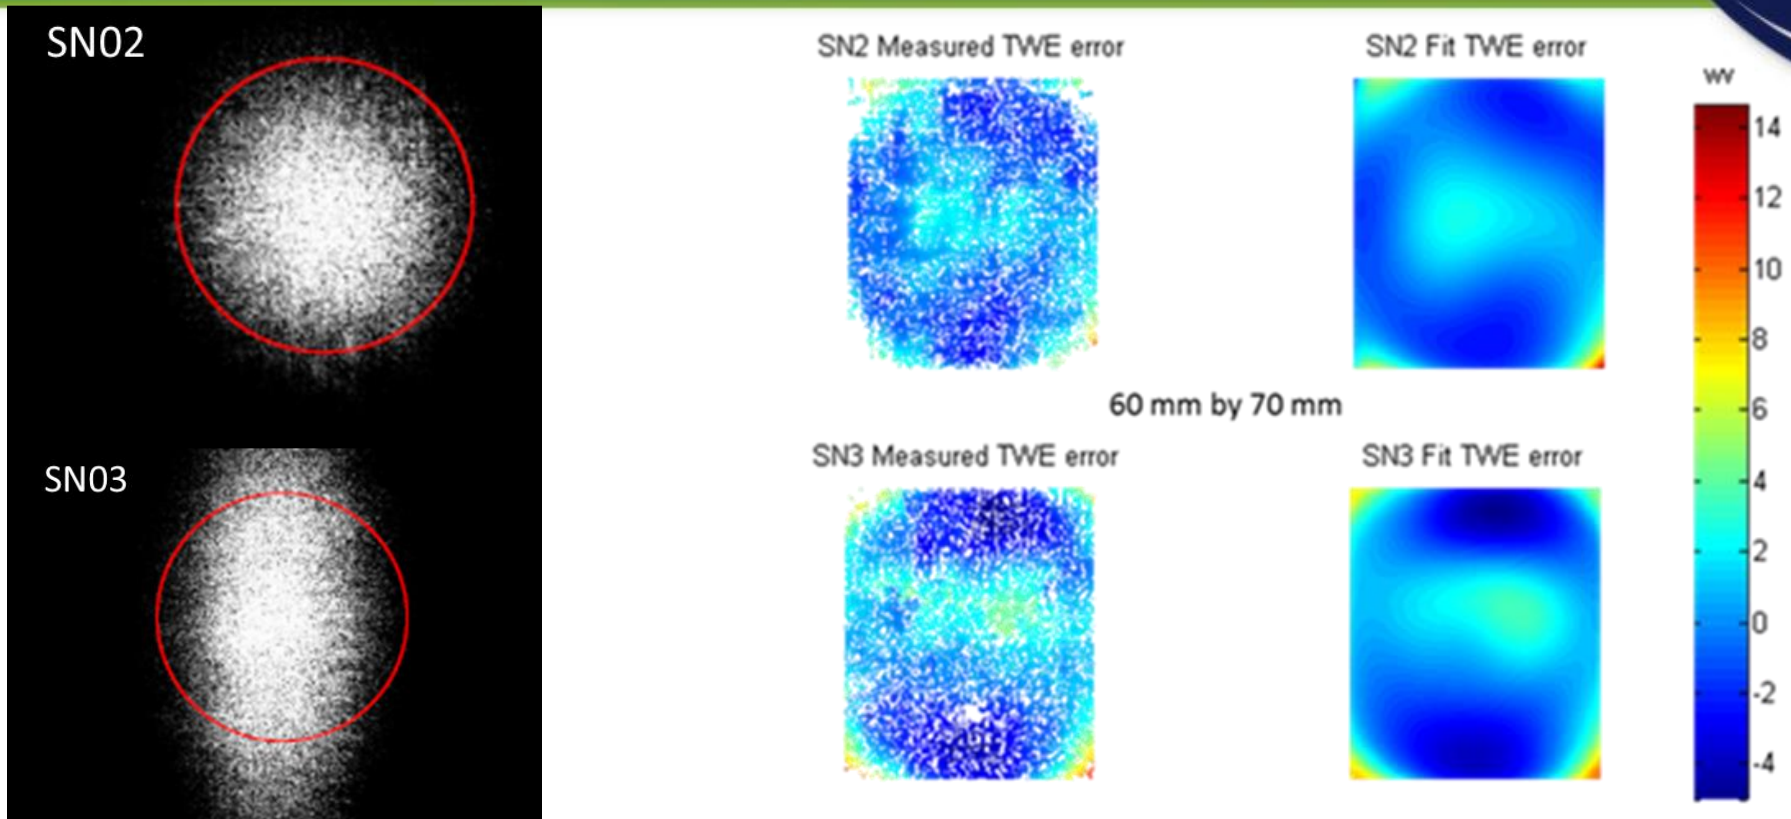 SN02
SN2 Measured TWE error
SN2 Fit TWE error
wv
14
12
10
8
6
4
2
0
-2
-4
60 mm by 70 mm
SN03
SN3 Measured TWE error
SN3 Fit TWE error